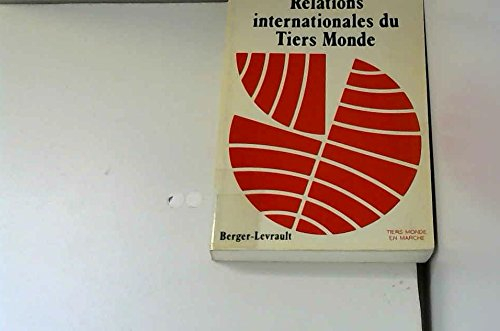 Relations
internationales du
Tiers Monde
Berger-Levrault
TIERS MONDE
EN MARCHE